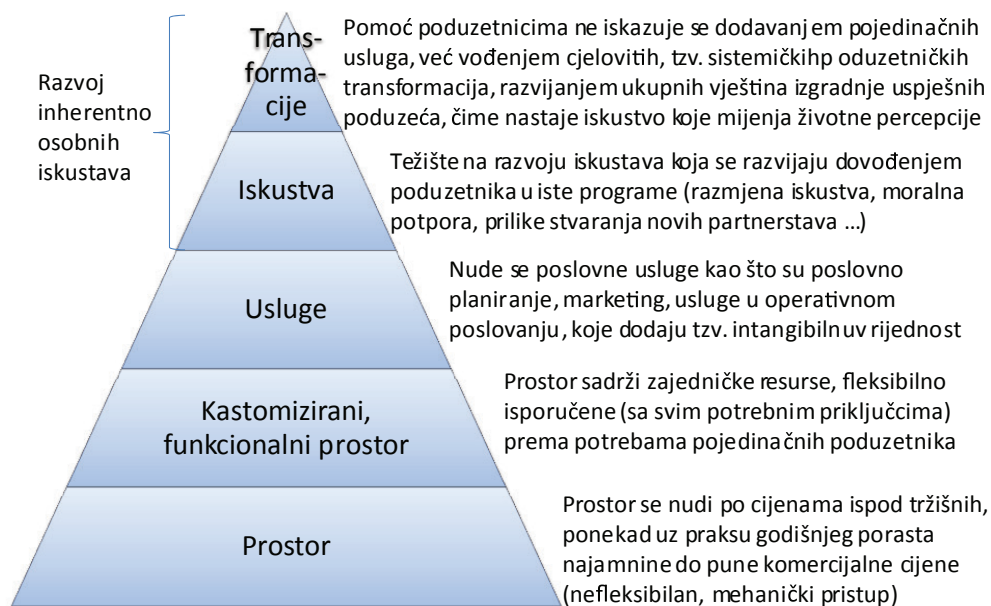 Razvoj
inherentno
osobnih
iskustava
Trans-
forma-
cije
Pomoć poduzetnicima ne iskazuje se dodavanjem pojedinačnih
usluga, već vođenjem cjelovitih, tzv. sistemičkihp oduzetničkih
transformacija, razvijanjem ukupnih vještina izgradnje uspješnih
poduzeća, čime nastaje iskustvo koje mijenja životne percepcije
Iskustva
Težište na razvoju iskustava koja se razvijaju dovođenjem
poduzetnika u iste programe (razmjena iskustva, moralna
potpora, prilike stvaranja novih partnerstava ...)
Usluge
Nude se poslovne usluge kao što su poslovno
planiranje, marketing, usluge u operativnom
poslovanju, koje dodaju tzv. intangibilnuv rijednost
Kastomizirani,
funkcionalni prostor
Prostor sadrži zajedničke resurse, fleksibilno
isporučene (sa svim potrebnim priključcima)
prema potrebama pojedinačnih poduzetnika
Prostor
Prostor se nudi po cijenama ispod tržišnih,
ponekad uz praksu godišnjeg porasta
najamnine do pune komercijalne cijene
(nefleksibilan, mehanički pristup)